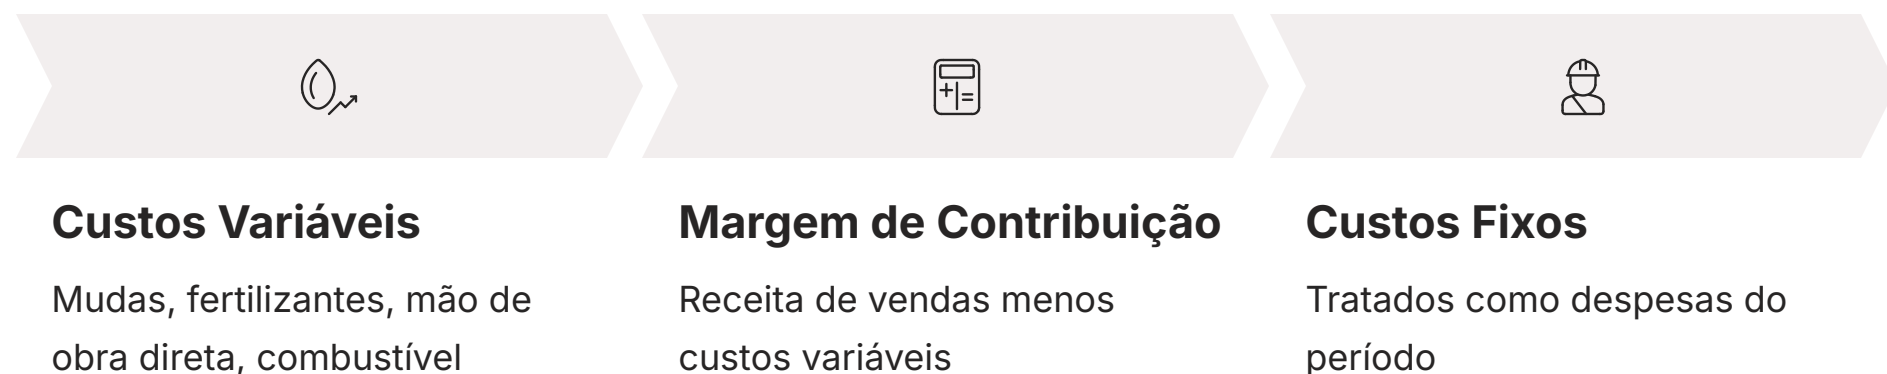 Custos Variáveis
Mudas, fertilizantes, mão de
obra direta, combustível
Margem de Contribuição
Receita de vendas menos
custos variáveis
Custos Fixos
Tratados como despesas do
período